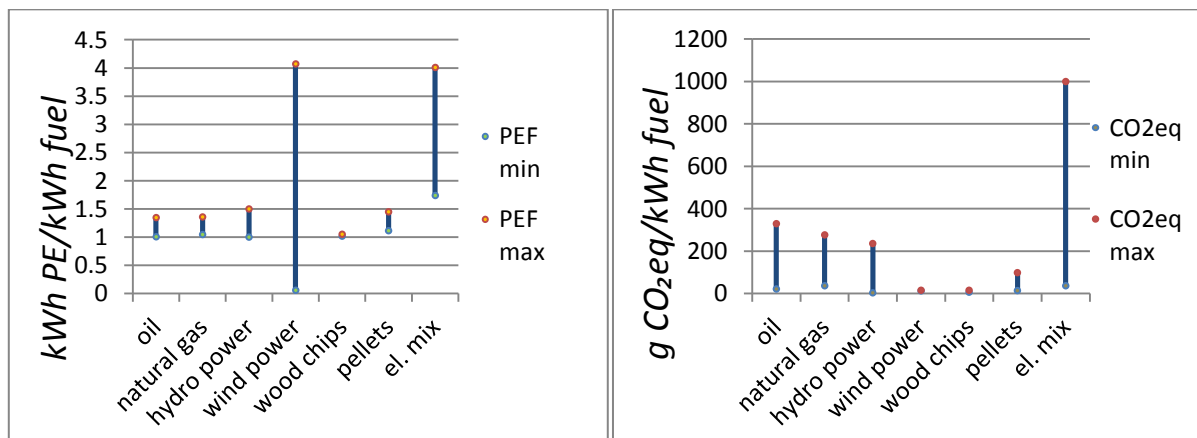 kWh PE/kWh fuel
4.5
4
3.5
3
2.5
2
1.5
1
0.5
0
oil
natural gas
hydro power
wind power
wood chips
pellets
el. mix
PEF
min
PEF
max
g CO₂eq/kWh fuel
1200
1000
800
600
400
200
0
oil
natural gas
hydro power
wind power
wood chips
pellets
el. mix
CO2eq
min
CO2eq
max